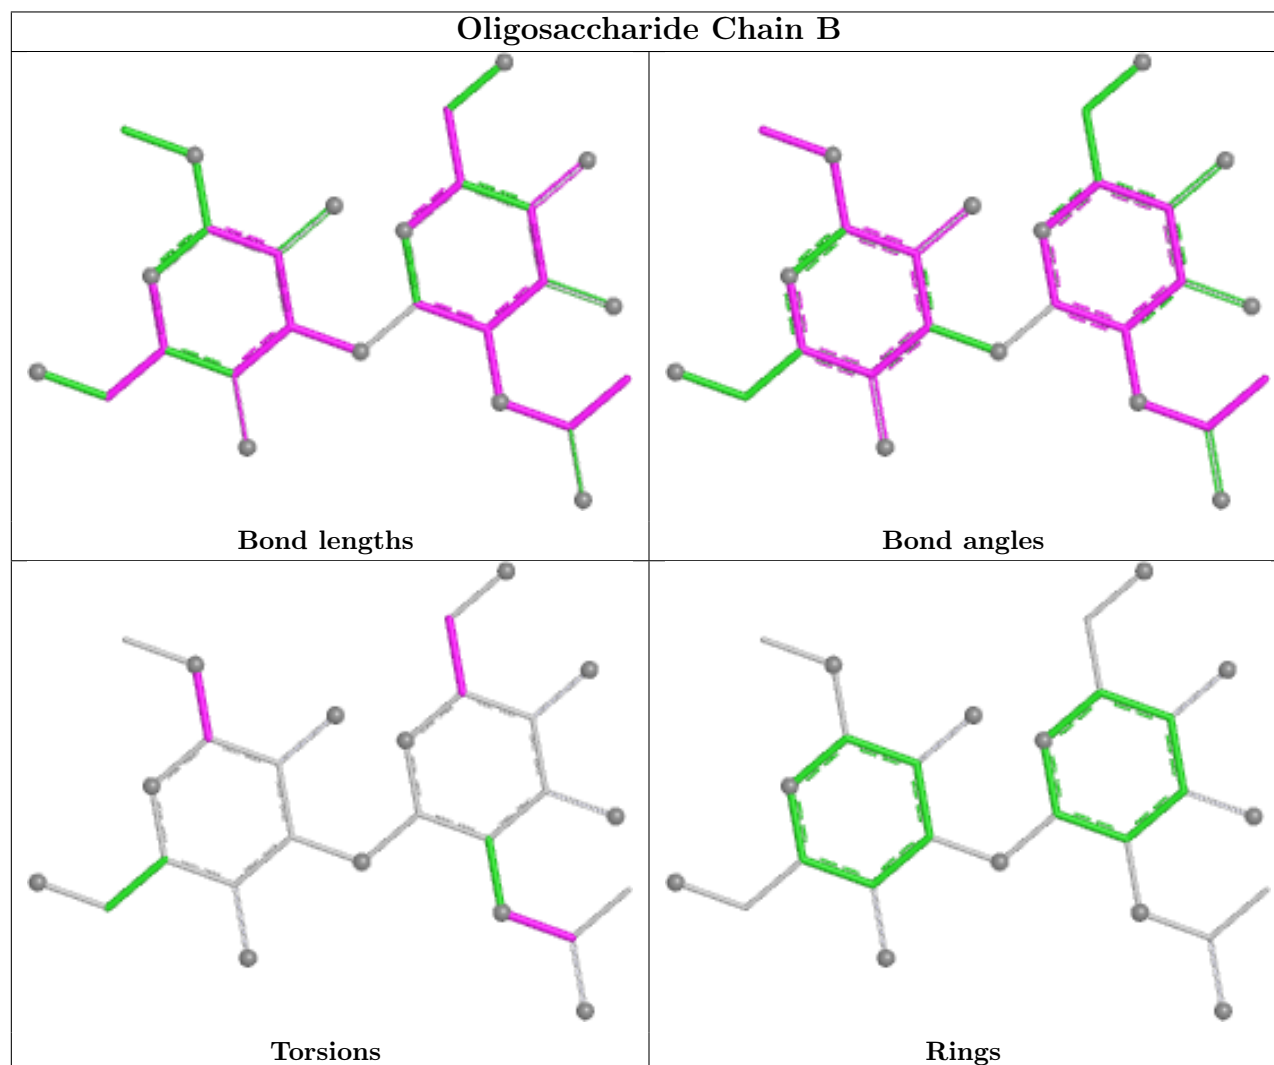 Oligosaccharide Chain B
Bond lengths
Bond angles
Torsions
Rings